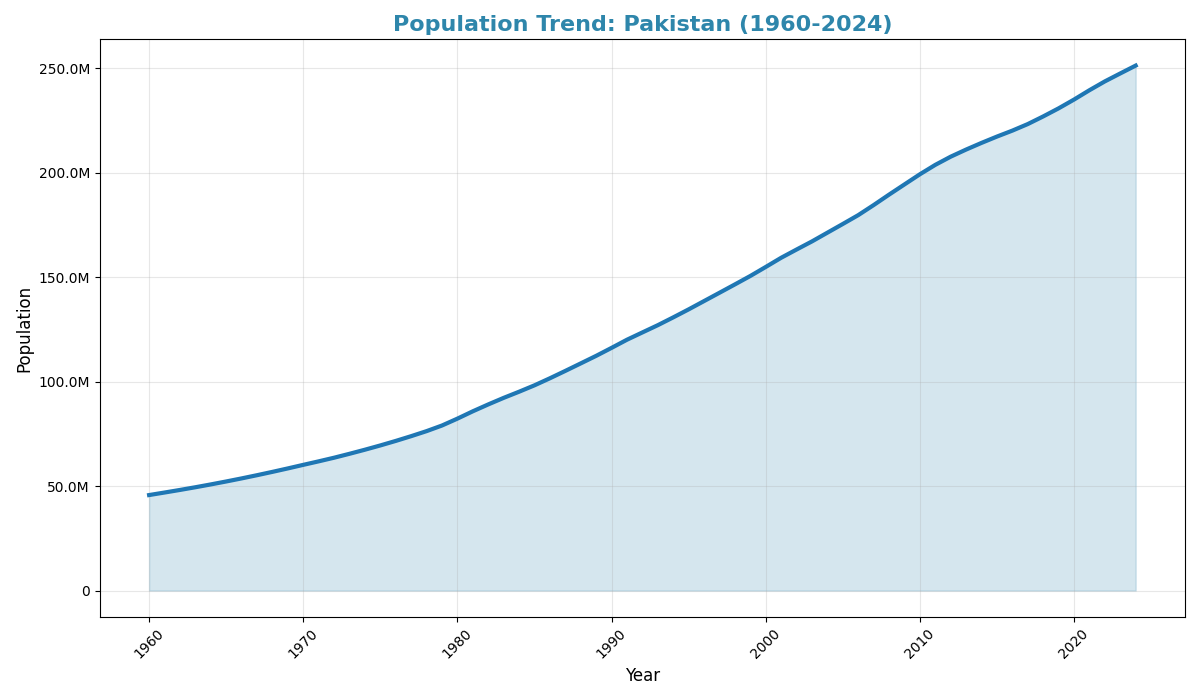 Population Trend: Pakistan (1960-2024)
Population
250.0M
200.0M
150.0M
100.0M
50.0M
0
1960
1970
1980
1990
2000
2010
2020
Year